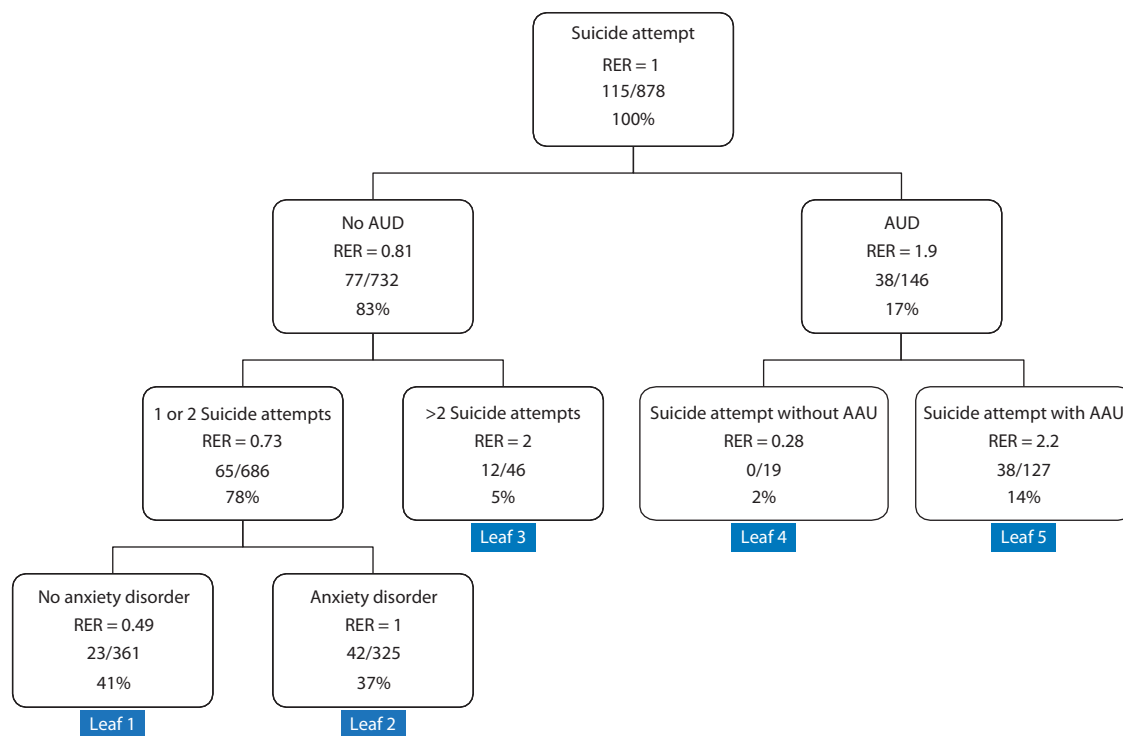 Suicide attempt
RER = 1
115/878
100%
No AUD
RER = 0.81
77/732
83%
AUD
RER = 1.9
38/146
17%
1 or 2 Suicide attempts
RER = 0.73
65/686
78%
>2 Suicide attempts
RER = 2
12/46
5%
Leaf 3
Suicide attempt without AAU
RER = 0.28
0/19
2%
Leaf 4
Suicide attempt with AAU
RER = 2.2
38/127
14%
Leaf 5
No anxiety disorder
RER = 0.49
23/361
41%
Leaf 1
Anxiety disorder
RER = 1
42/325
37%
Leaf 2